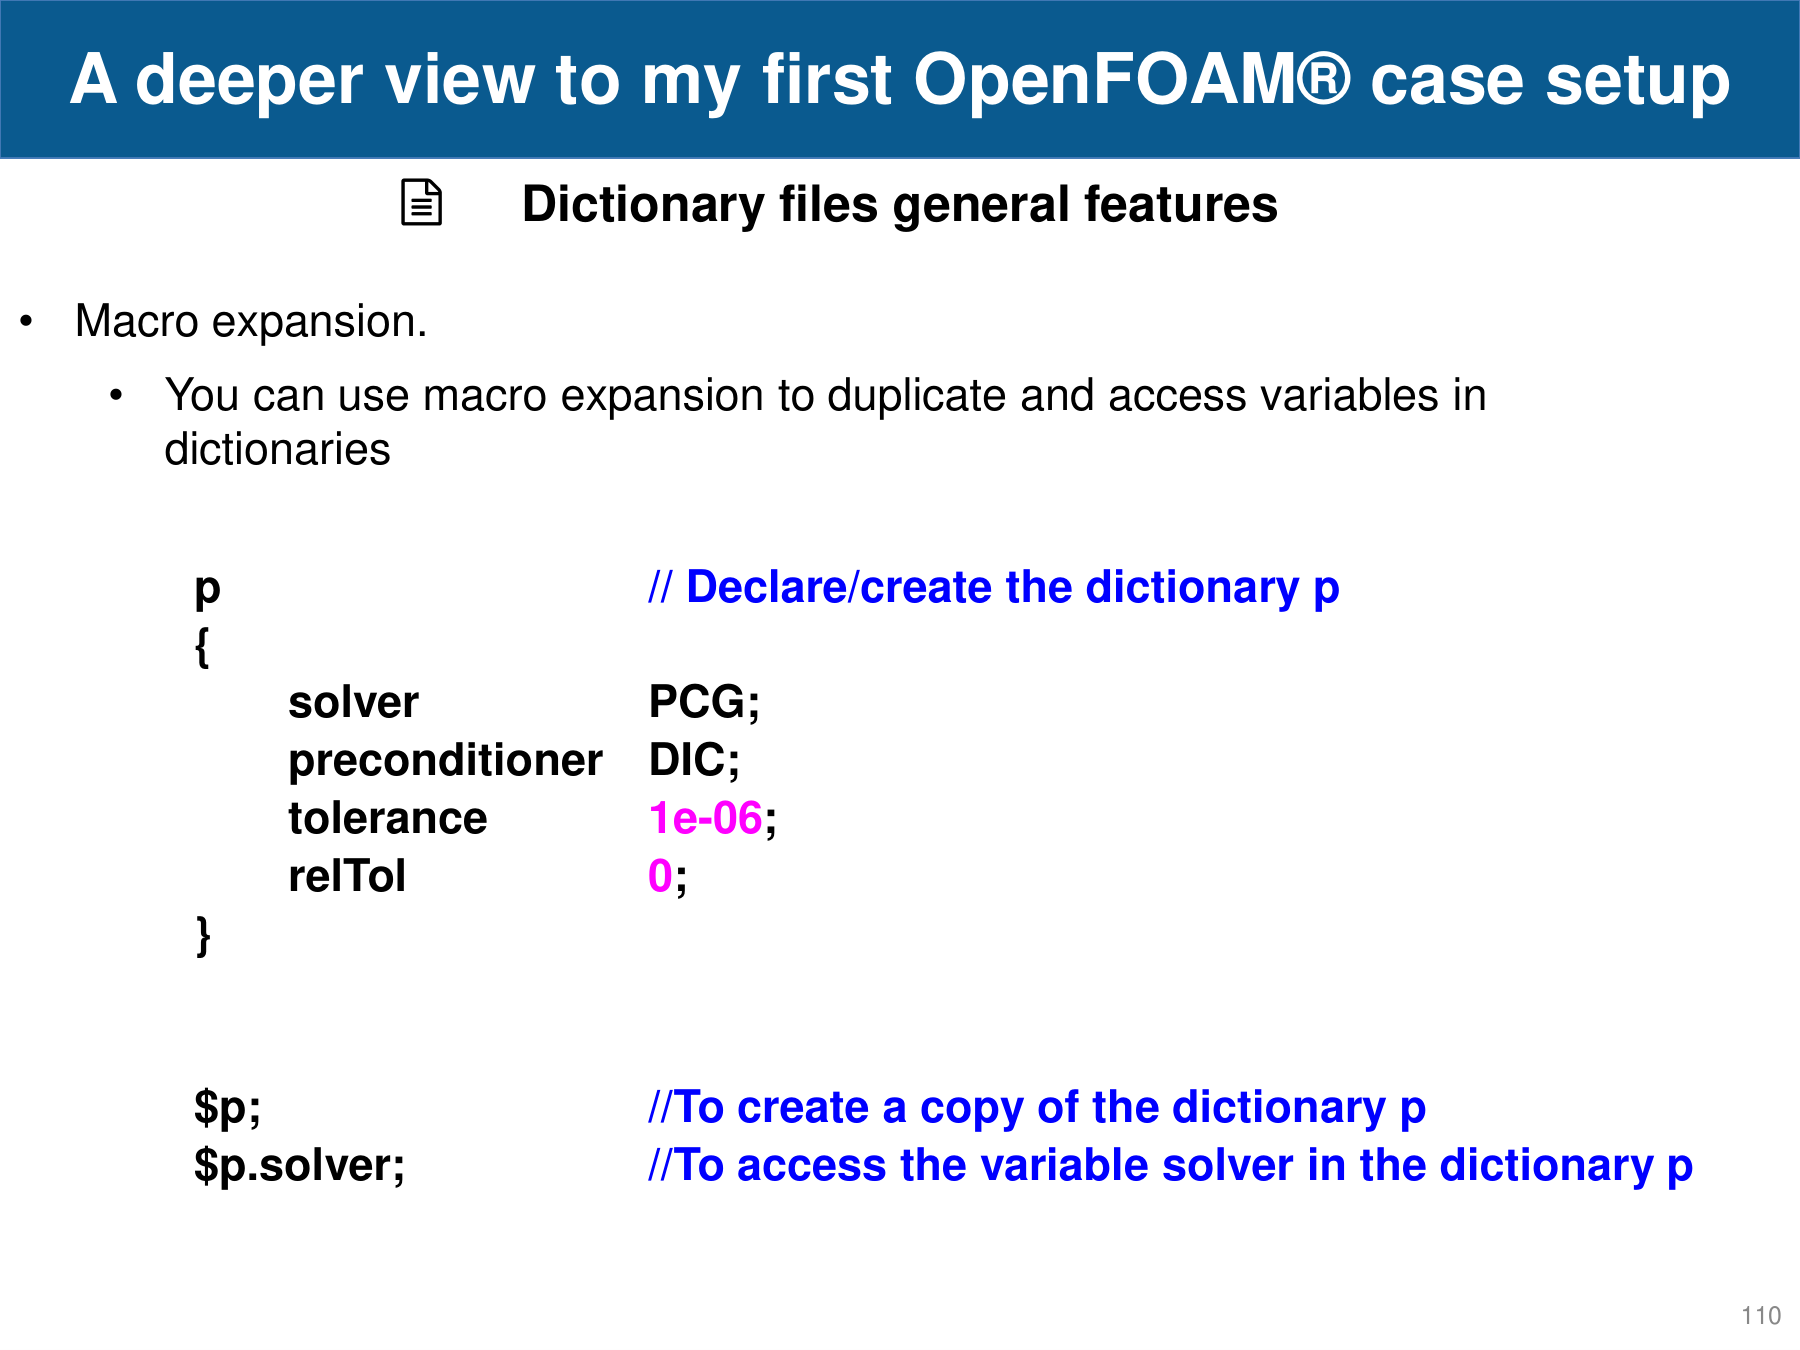 A deeper view to my first OpenFOAM® case setup
Dictionary files general features
• Macro expansion.
• You can use macro expansion to duplicate and access variables in
dictionaries
p // Declare/create the dictionary p
{
solver PCG;
preconditioner DIC;
tolerance 1e-06;
relTol 0;
}
$p; //To create a copy of the dictionary p
$p.solver; //To access the variable solver in the dictionary p
110